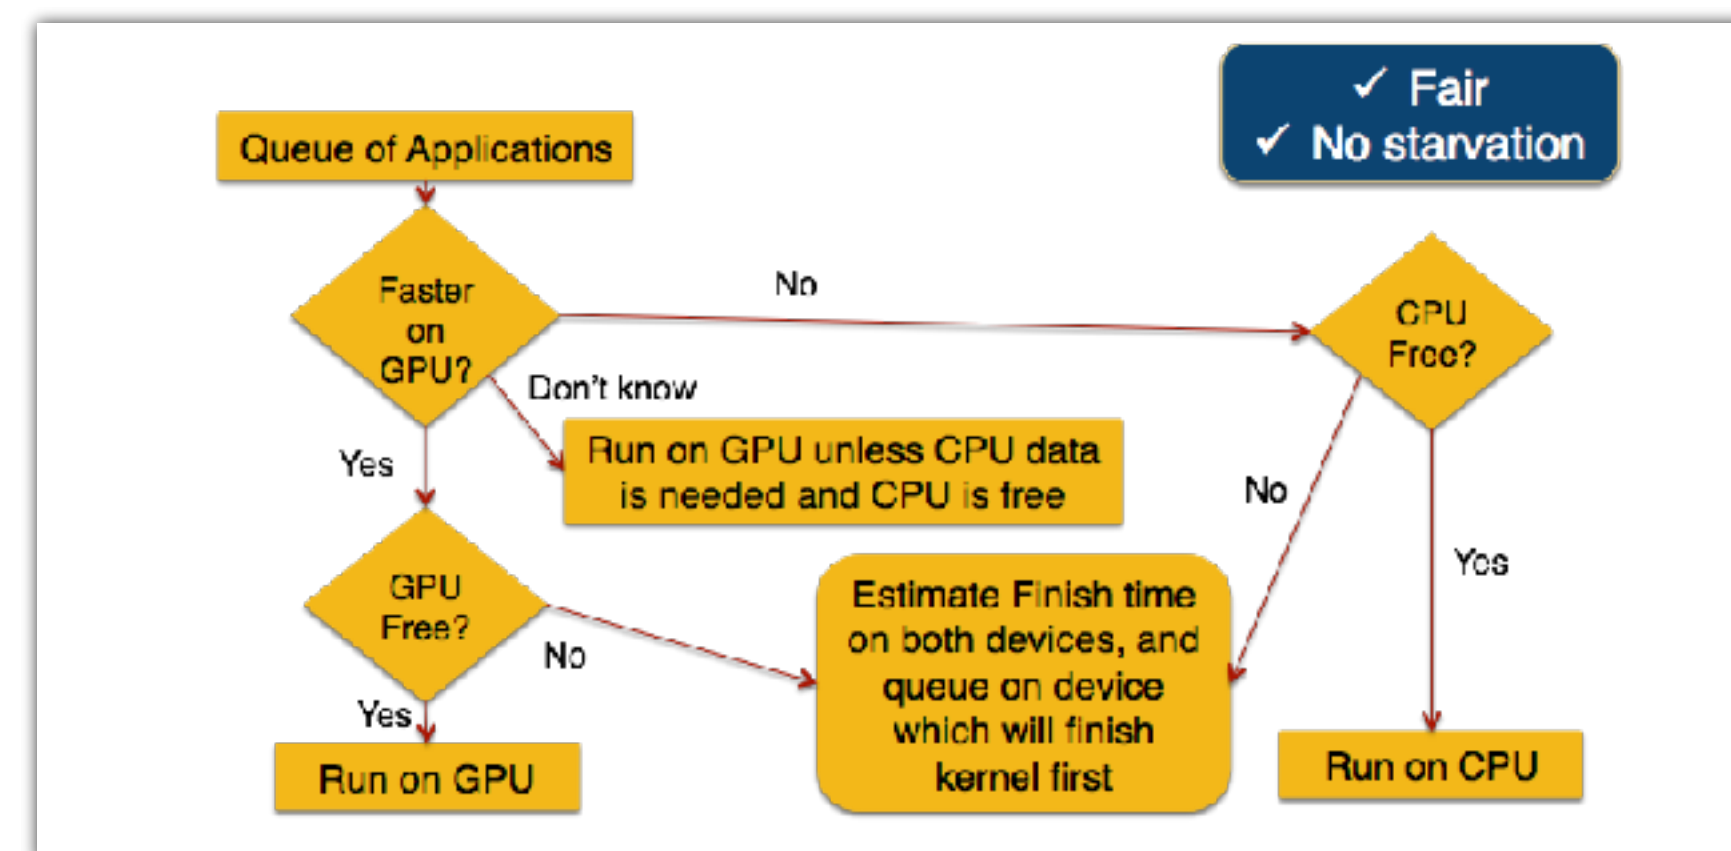 ✓ Fair
✓ No starvation
Queue of Applications
Faster
on
GPU?
No
CPU
Free?
Don't know
Run on GPU unless CPU data
is needed and CPU is free
Yes
No
Yes
GPU
Free?
No
Estimate Finish time
on both devices, and
queue on device
which will finish
kernel first
Yes
Run on GPU
Run on CPU